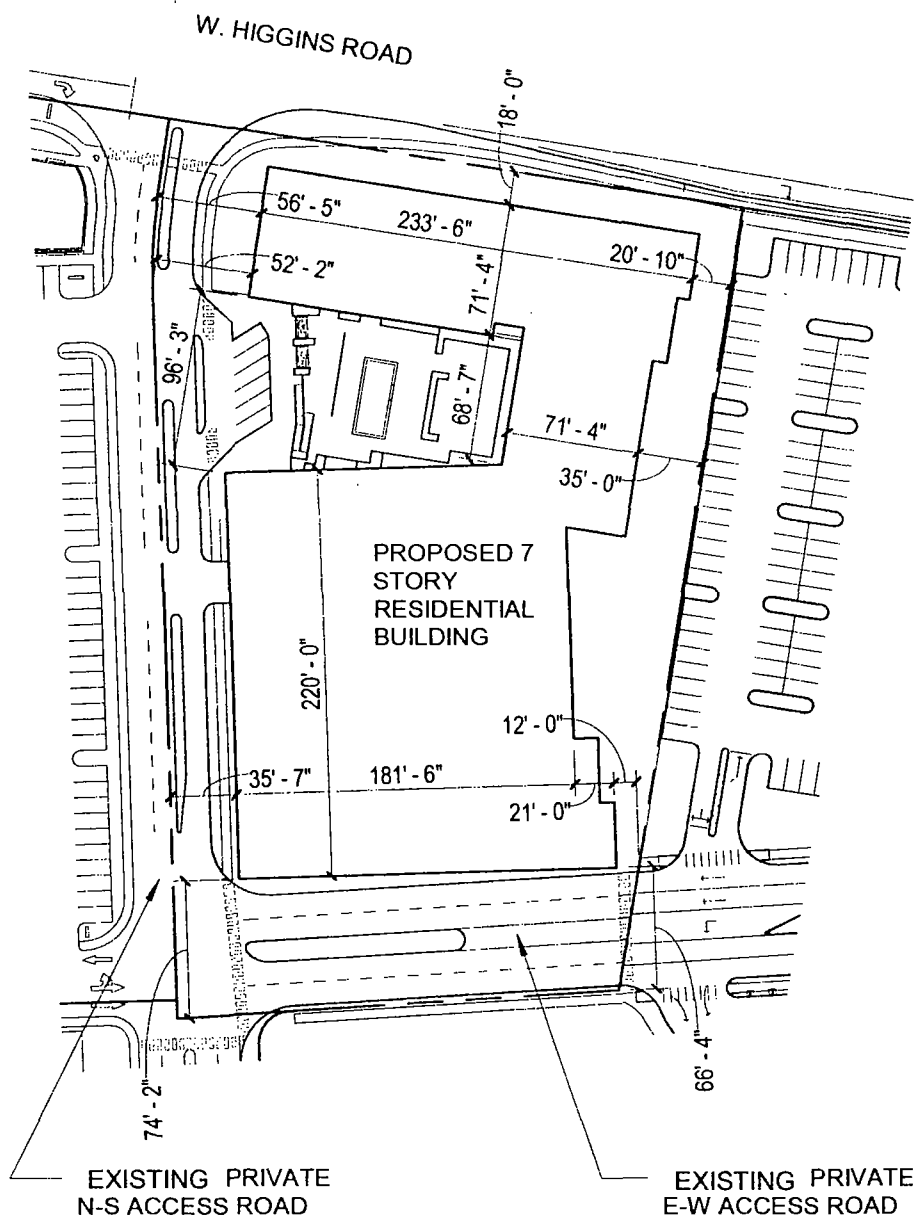 W. HIGGINS ROAD
18' - 0"
56' - 5"
233' - 6"
52' - 2"
20' - 10"
71' - 4"
96' - 3"
68' - 7"
71' - 4"
35' - 0"
PROPOSED 7
STORY
RESIDENTIAL
BUILDING
220' - 0"
12' - 0"
35' - 7"
181' - 6"
21' - 0"
74' - 2"
66' - 4"
EXISTING PRIVATE
N-S ACCESS ROAD
EXISTING PRIVATE
E-W ACCESS ROAD